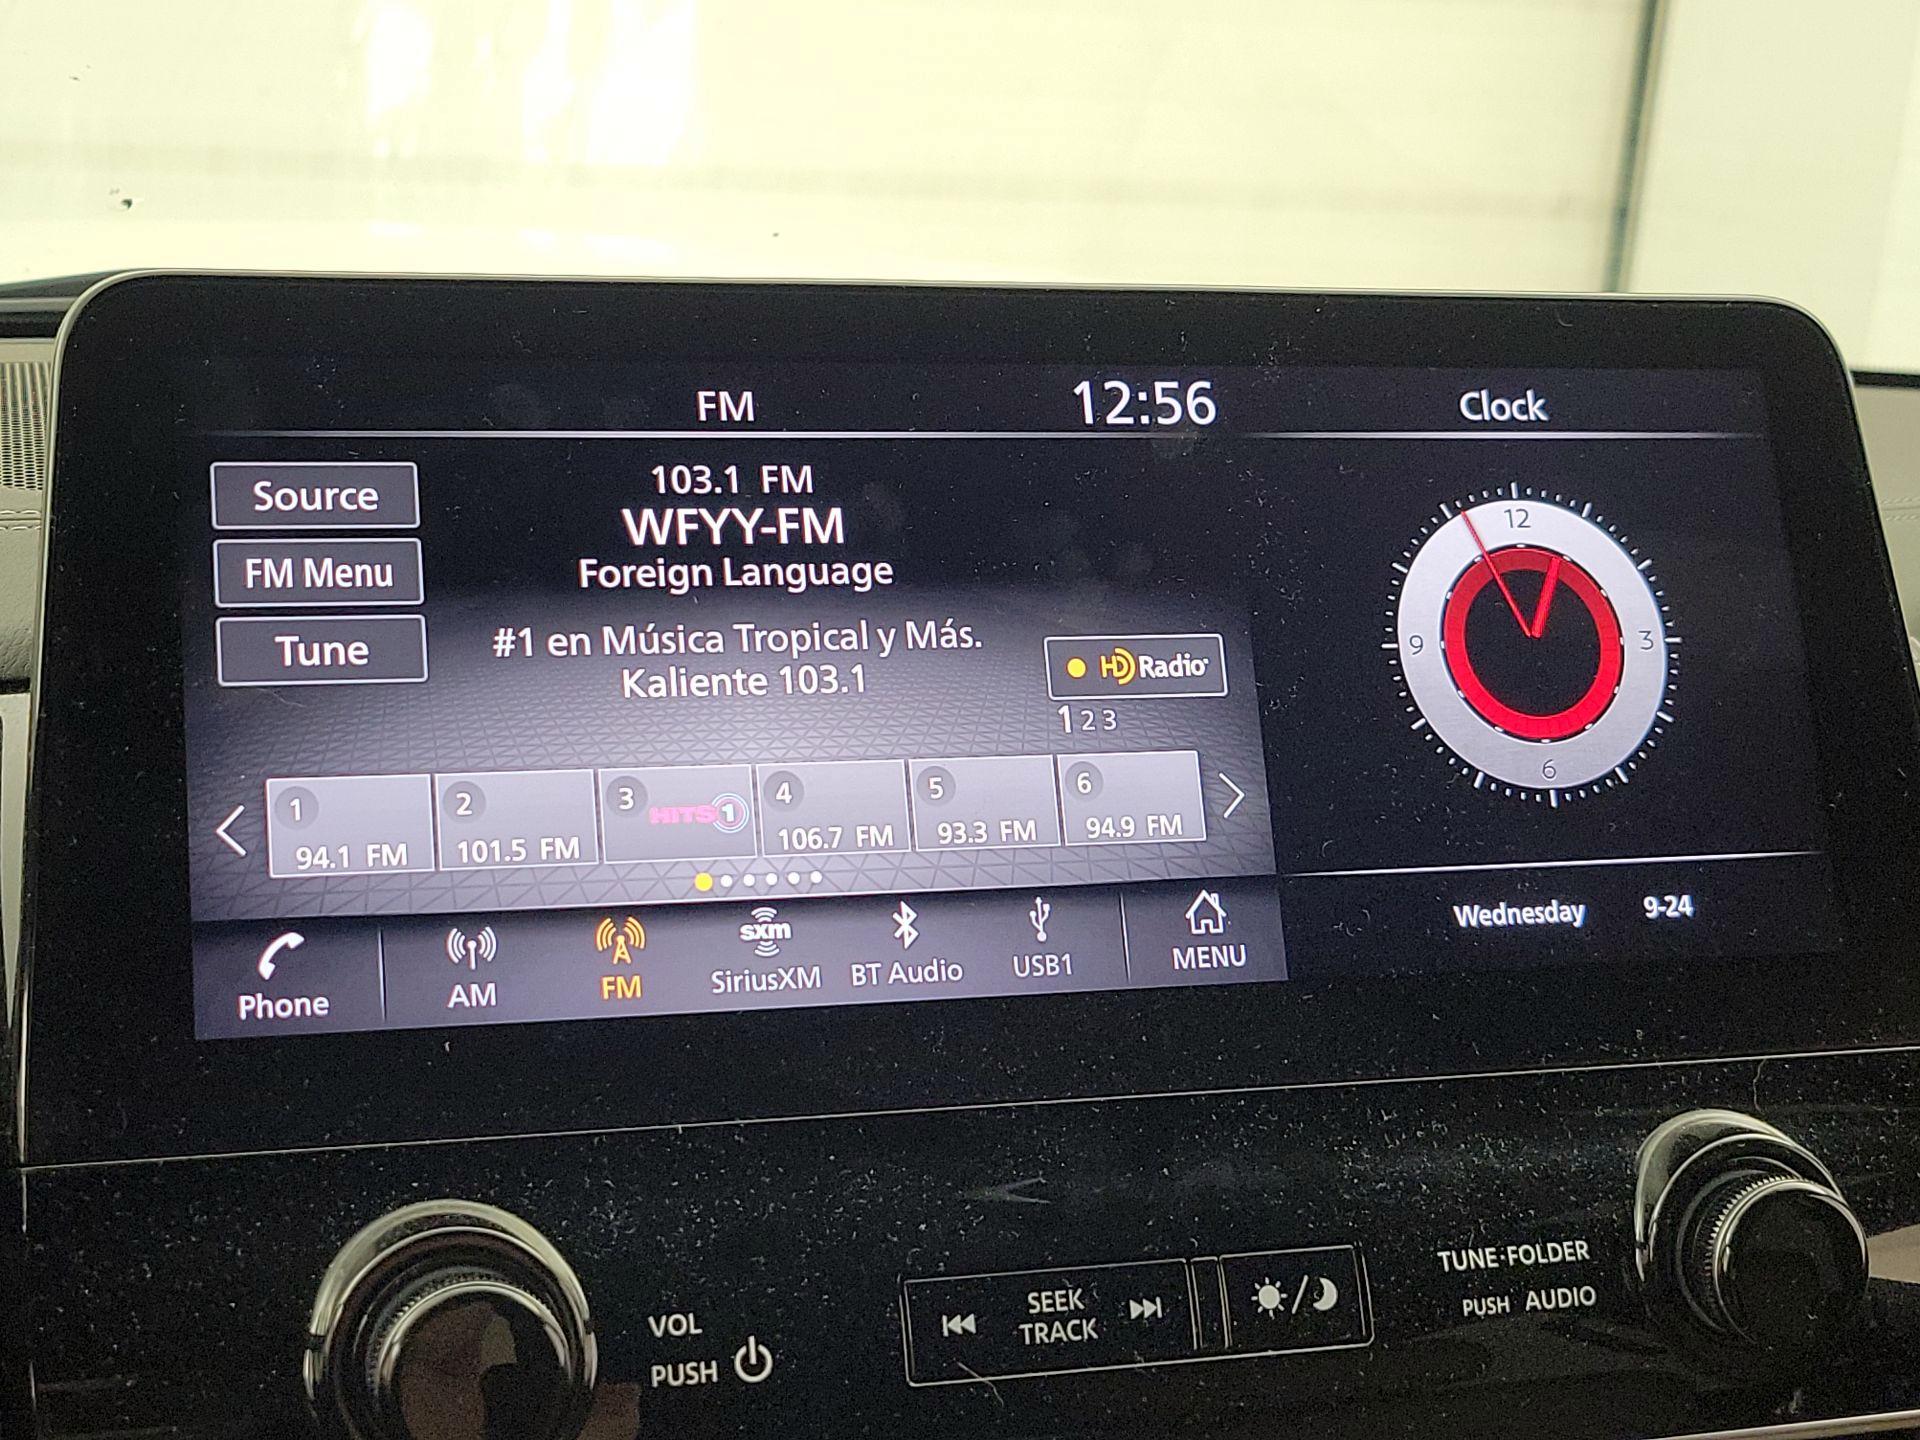 FM
12:56
Clock
Source
FM Menu
Tune
103.1 FM
WFYY-FM
Foreign Language
#1 en Música Tropical y Más.
Kaliente 103.1
HD Radio
1 2 3
12
3
6
9
1
94.1 FM
2
101.5 FM
3
HITS 1
4
106.7 FM
5
93.3 FM
6
94.9 FM
Phone
AM
FM
sxm
SiriusXM
BT Audio
USB1
MENU
Wednesday 9-24
VOL
PUSH
SEEK
TRACK
TUNE·FOLDER
PUSH AUDIO